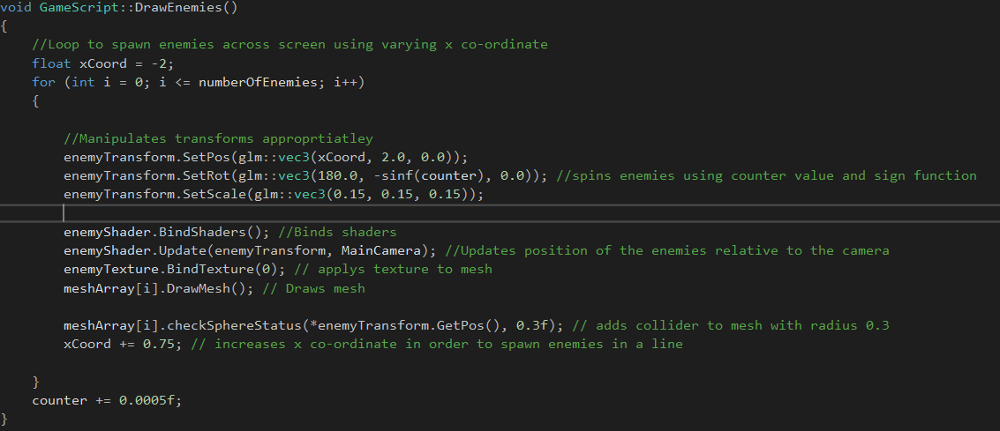 void GameScript::DrawEnemies()
{
//Loop to spawn enemies across screen using varying x co-ordinate
float xCoord = -2;
for (int i = 0; i <= numberOfEnemies; i++)
{
//Manipulates transforms approprtiatley
enemyTransform.SetPos(glm::vec3(xCoord, 2.0, 0.0));
enemyTransform.SetRot(glm::vec3(180.0, -sinf(counter), 0.0)); //spins enemies using counter value and sign function
enemyTransform.SetScale(glm::vec3(0.15, 0.15, 0.15));
enemyShader.BindShaders(); //Binds shaders
enemyShader.Update(enemyTransform, MainCamera); //Updates position of the enemies relative to the camera
enemyTexture.BindTexture(0); // applys texture to mesh
meshArray[i].DrawMesh(); // Draws mesh
meshArray[i].checkSphereStatus(*enemyTransform.GetPos(), 0.3f); // adds collider to mesh with radius 0.3
xCoord += 0.75; // increases x co-ordinate in order to spawn enemies in a line
}
counter += 0.0005f;
}